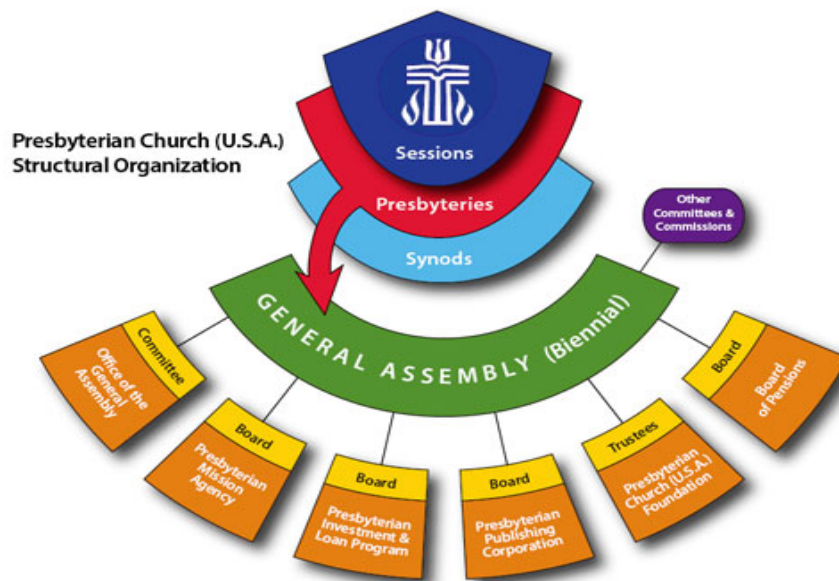 Presbyterian Church (U.S.A.)
Structural Organization
Sessions
Presbyteries
Synods
Other
Committees &
Commissions
GENERAL ASSEMBLY (Biennial)
Committee
Office of the
General
Assembly
Board
Presbyterian
Mission
Agency
Board
Presbyterian
Investment &
Loan Program
Board
Presbyterian
Publishing
Corporation
Trustees
Presbyterian
Church (U.S.A.)
Foundation
Board
Board
of Pensions